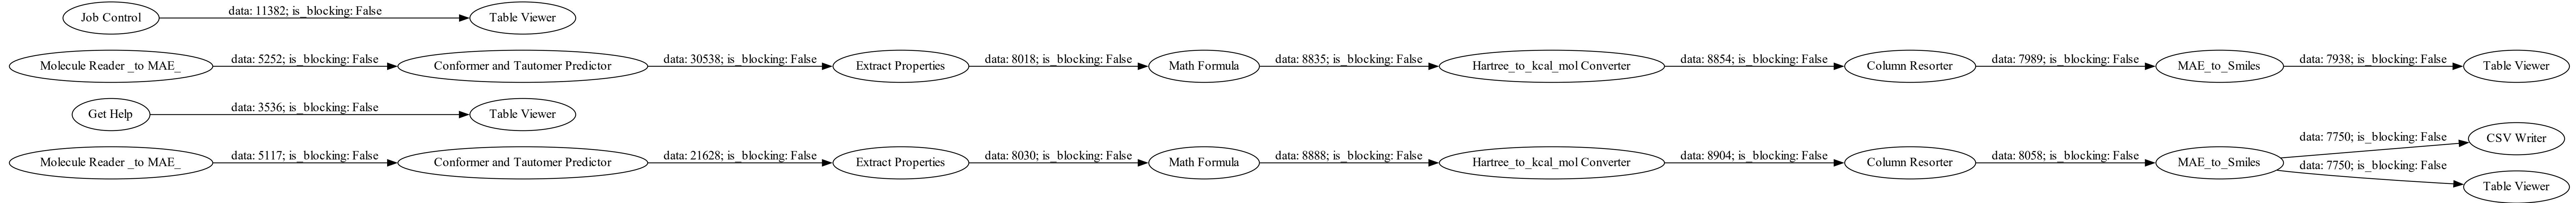 Job Control
data: 11382; is_blocking: False
Table Viewer
Molecule Reader _to MAE_
data: 5252; is_blocking: False
Conformer and Tautomer Predictor
data: 30538; is_blocking: False
Extract Properties
data: 8018; is_blocking: False
Math Formula
data: 8835; is_blocking: False
Hartree_to_kcal_mol Converter
data: 8854; is_blocking: False
Column Resorter
data: 7989; is_blocking: False
MAE_to_Smiles
data: 7938; is_blocking: False
Table Viewer
Get Help
data: 3536; is_blocking: False
Table Viewer
Molecule Reader _to MAE_
data: 5117; is_blocking: False
Conformer and Tautomer Predictor
data: 21628; is_blocking: False
Extract Properties
data: 8030; is_blocking: False
Math Formula
data: 8888; is_blocking: False
Hartree_to_kcal_mol Converter
data: 8904; is_blocking: False
Column Resorter
data: 8058; is_blocking: False
MAE_to_Smiles
data: 7750; is_blocking: False
CSV Writer
data: 7750; is_blocking: False
Table Viewer